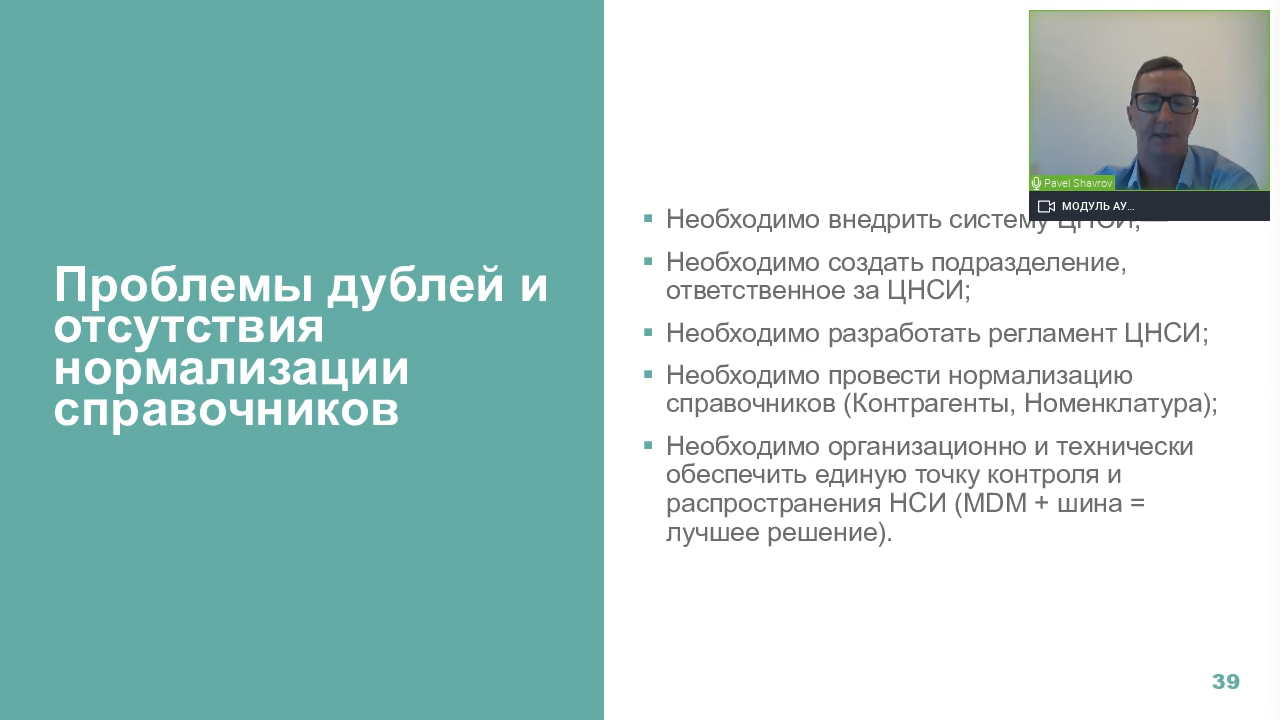 Проблемы дублей и
отсутствия
нормализации
справочников
Необходимо внедрить систему ЦНСИ;
Необходимо создать подразделение,
ответственное за ЦНСИ;
Необходимо разработать регламент ЦНСИ;
Необходимо провести нормализацию
справочников (Контрагенты, Номенклатура);
Необходимо организационно и технически
обеспечить единую точку контроля и
распространения НСИ (MDM + шина =
лучшее решение).
Pavel Shavrov
МОДУЛЬ АУ...
39